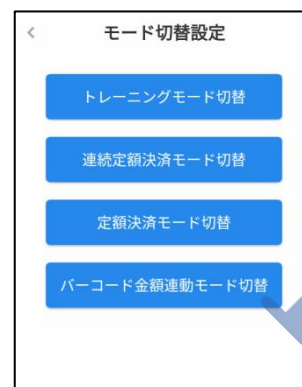 モード切替設定
トレーニングモード切替
連続定額決済モード切替
定額決済モード切替
バーコード金額連動モード切替